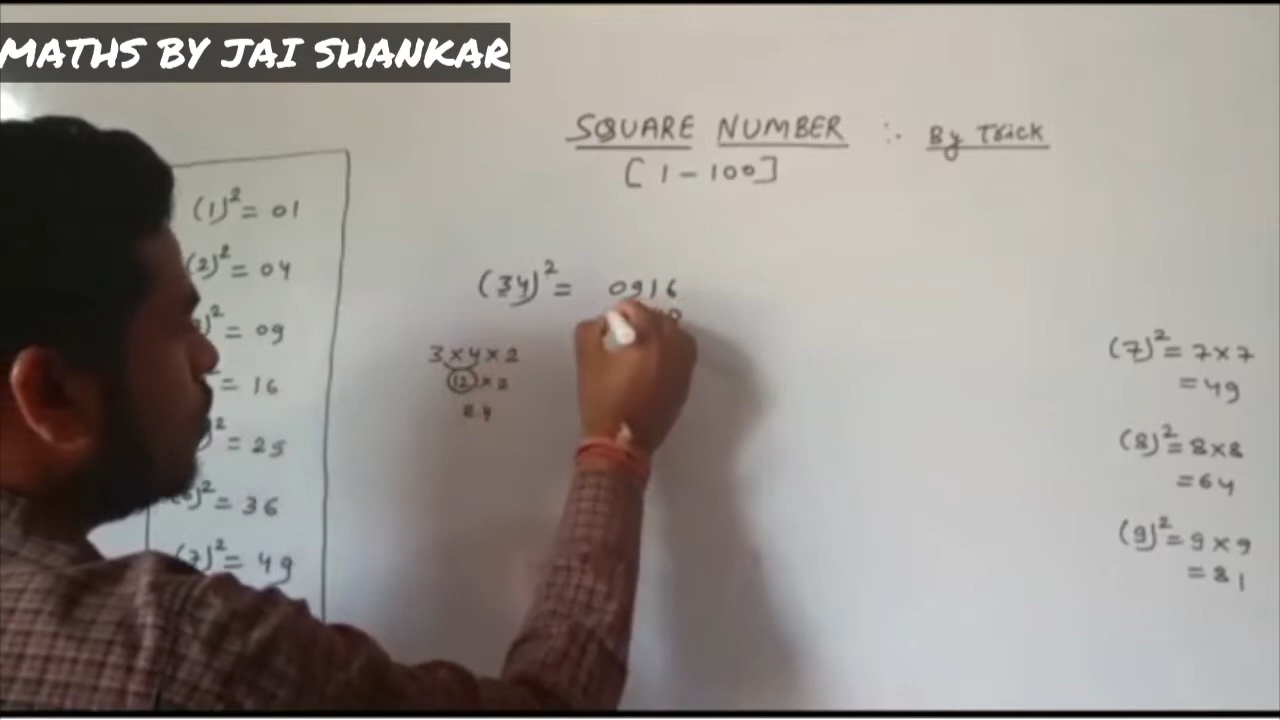 MATHS BY JAI SHANKAR
SQUARE NUMBER :- By Trick
[1-100]
(1)² = 01
(2)² = 04
)² = 09
= 16
)² = 25
)² = 36
(7)² = 49
(34)² = 0916
3×4×2
12×2
24
(7)² = 7×7
= 49
(8)² = 8×8
= 64
(9)² = 9×9
= 81